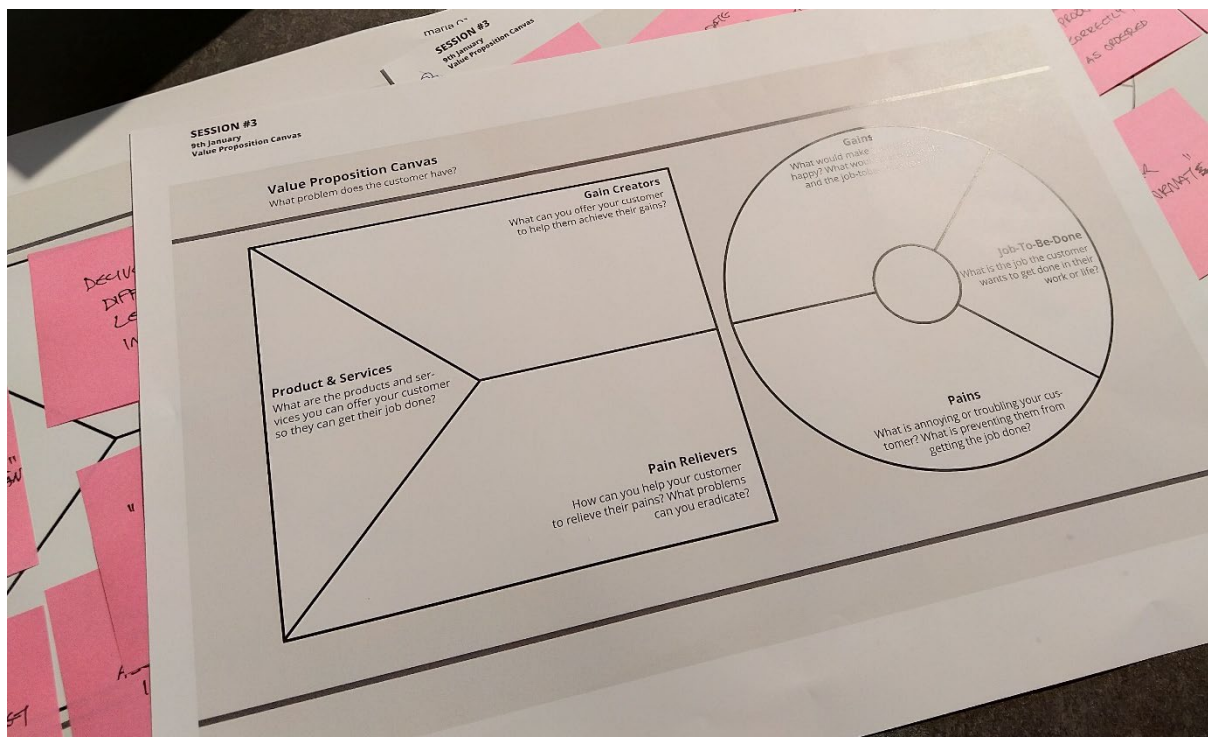 maria
SESSION #3
9th January
Value Proposition Canvas
SESSION #3
9th January
Value Proposition Canvas
Value Proposition Canvas
What problem does the customer have?
Gain Creators
What can you offer your customer
to help them achieve their gains?
Product & Services
What are the products and ser-
vices you can offer your customer
so they can get their job done?
Pain Relievers
How can you help your customer
to relieve their pains? What problems
can you eradicate?
Gains
What would make
happy? What
and the
Job-To-Be-Done
What is the job the customer
wants to get done in their
work or life?
Pains
What is annoying or troubling your cus-
tomer? What is preventing them from
getting the job done?
CORRECTLY
AS ORDERED